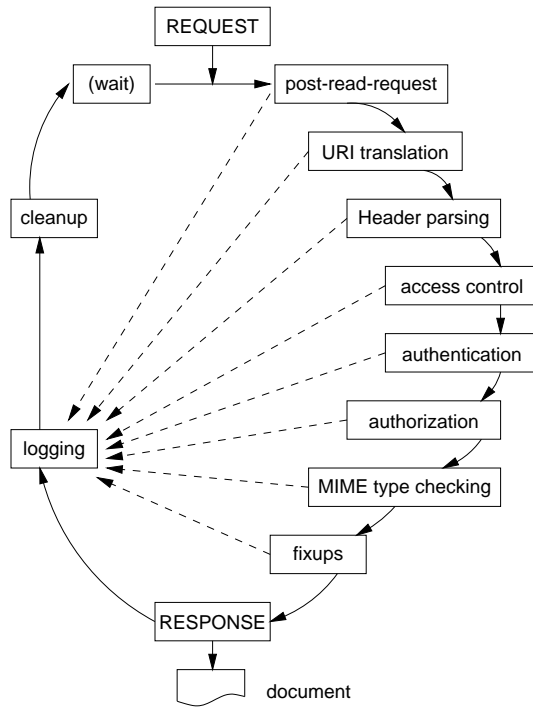 REQUEST
(wait)
post-read-request
URI translation
cleanup
Header parsing
access control
authentication
authorization
logging
MIME type checking
fixups
RESPONSE
document